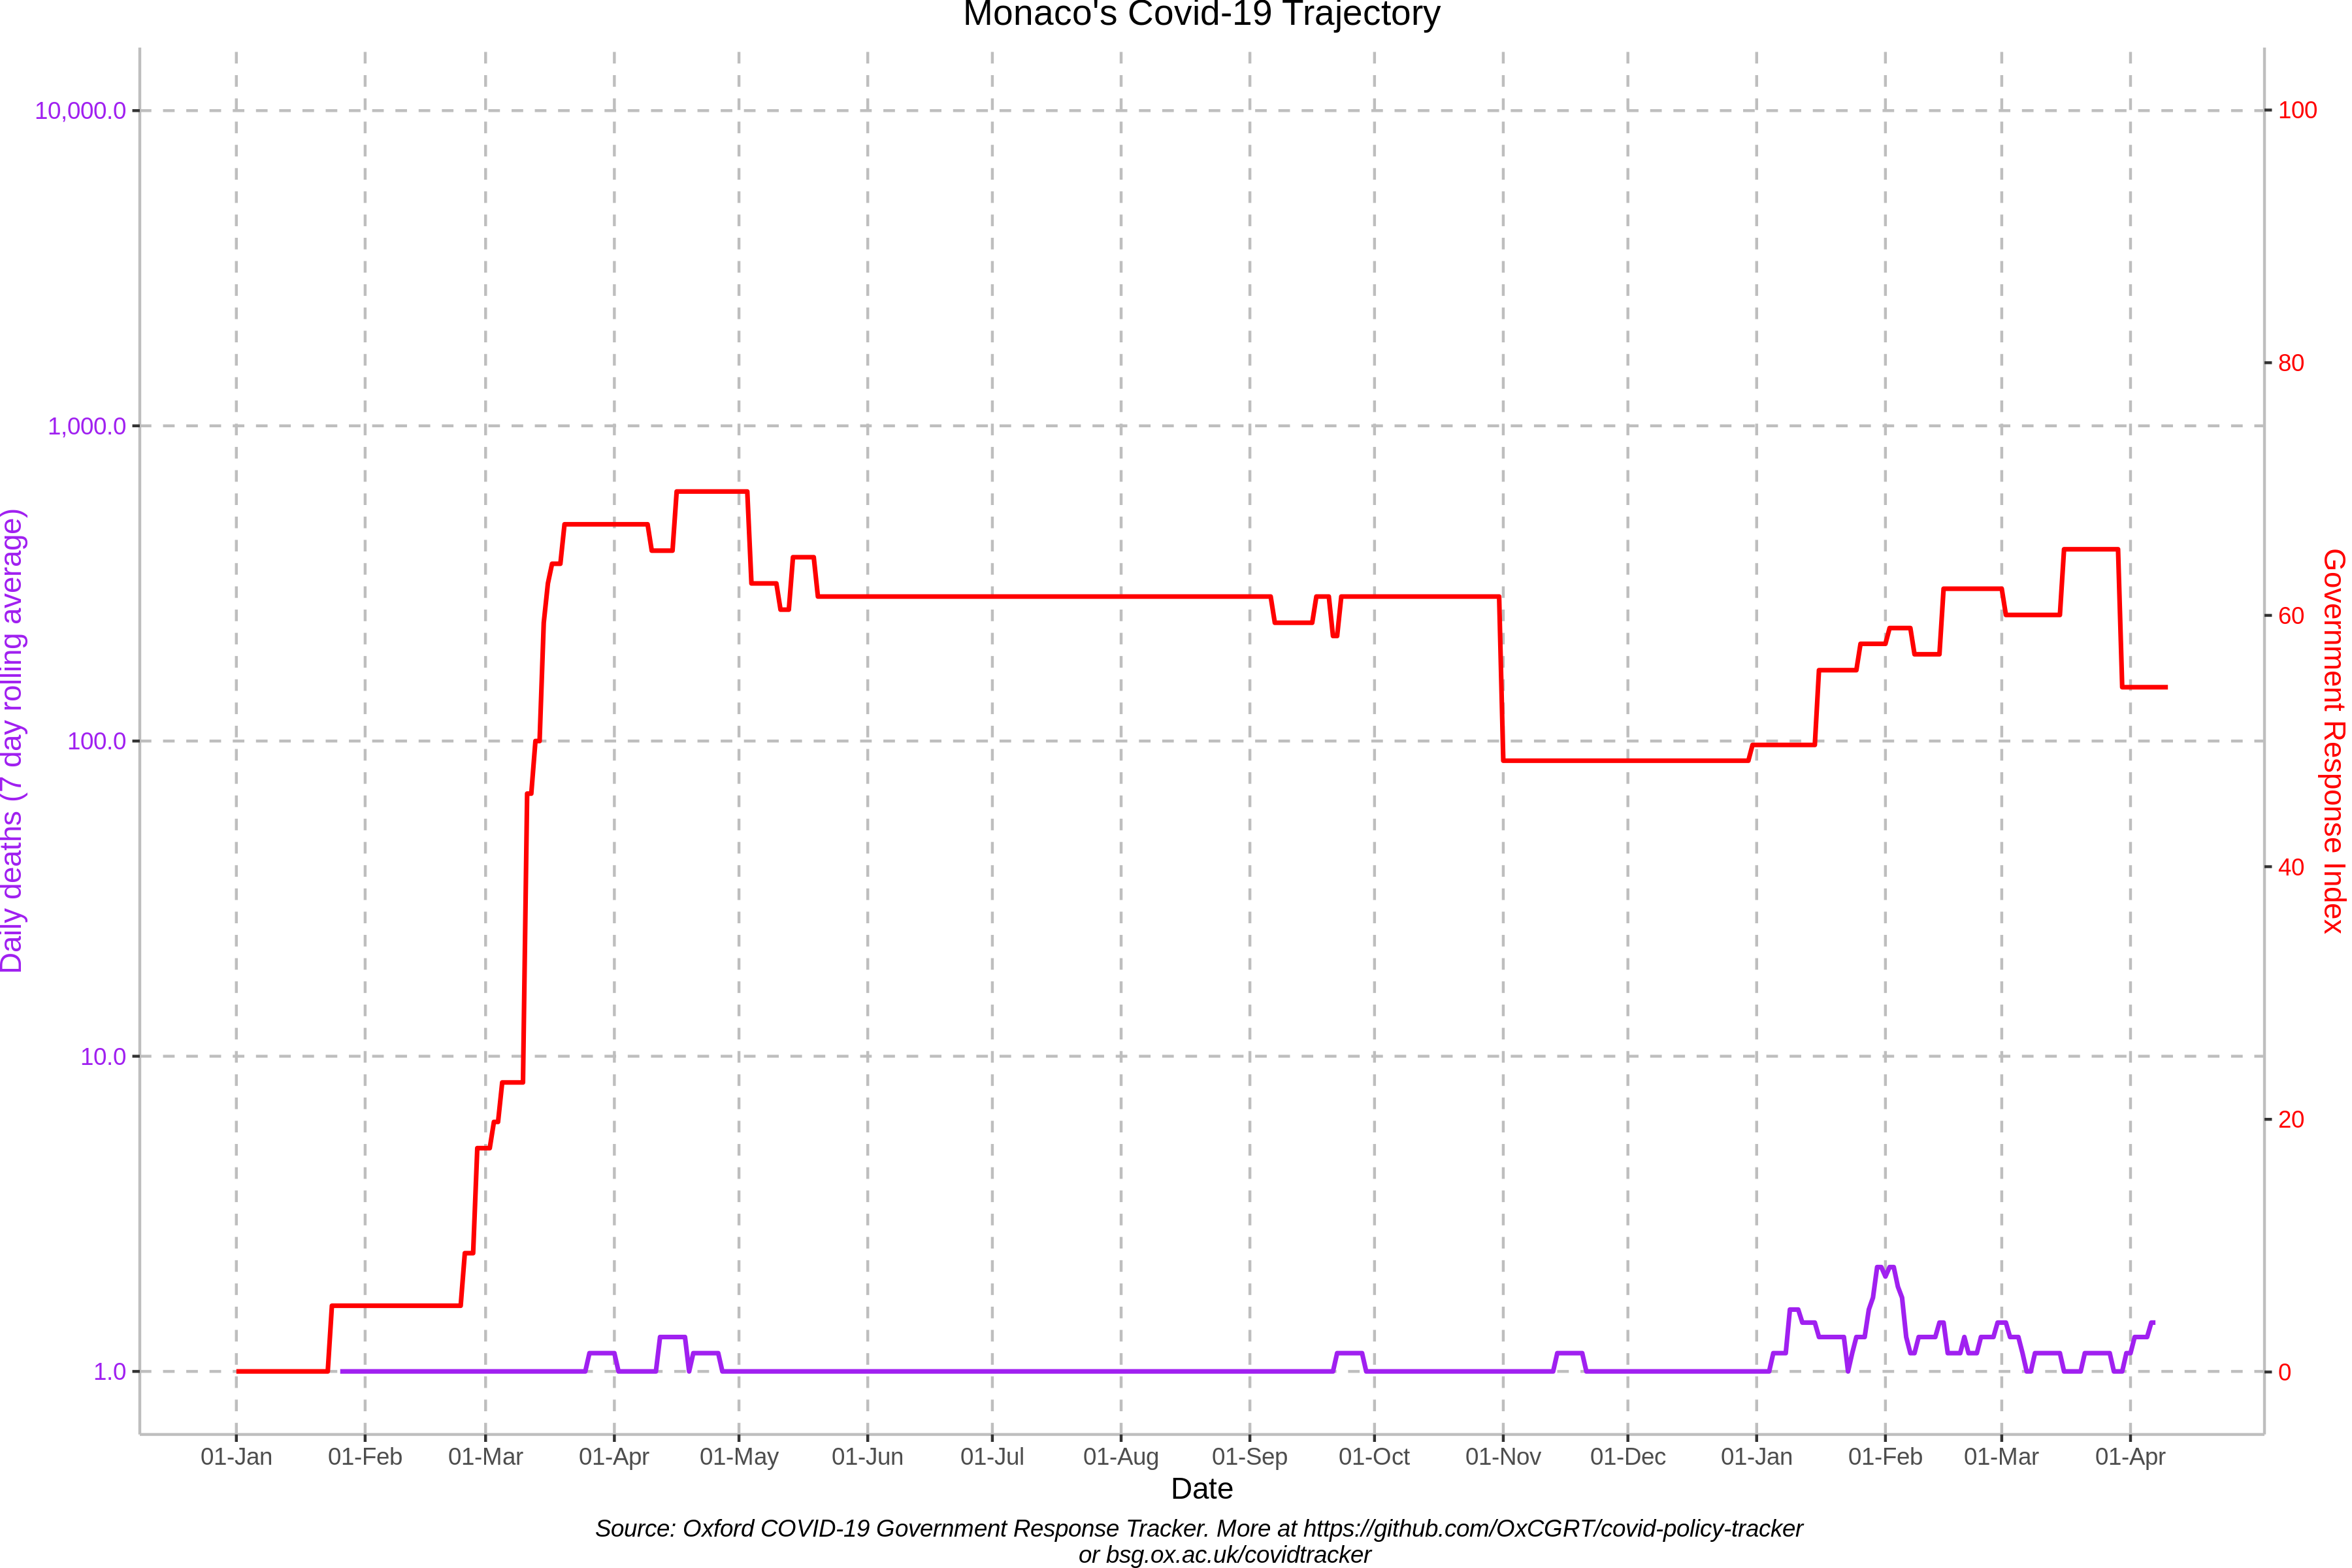 Monaco's Covid-19 Trajectory
10,000.0
1,000.0
100.0
10.0
1.0
Daily deaths (7 day rolling average)
100
80
60
40
20
0
Government Response Index
01-Jan 01-Feb 01-Mar 01-Apr 01-May 01-Jun 01-Jul 01-Aug 01-Sep 01-Oct 01-Nov 01-Dec 01-Jan 01-Feb 01-Mar 01-Apr
Date
Source: Oxford COVID-19 Government Response Tracker. More at https://github.com/OxCGRT/covid-policy-tracker
or bsg.ox.ac.uk/covidtracker